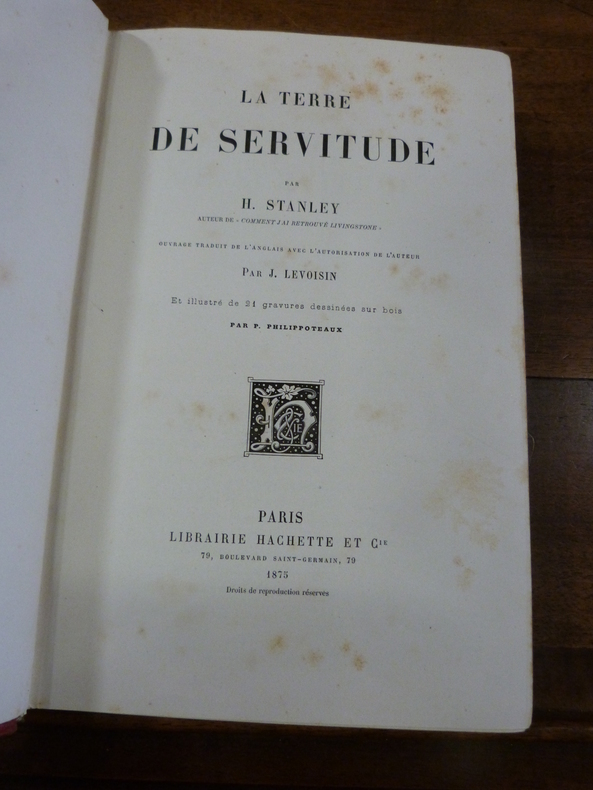 LA TERRE
DE SERVITUDE
PAR
H. STANLEY
AUTEUR DE « COMMENT J'AI RETROUVÉ LIVINGSTONE »
OUVRAGE TRADUIT DE L'ANGLAIS AVEC L'AUTORISATION DE L'AUTEUR
PAR J. LEVOISIN
Et illustré de 21 gravures dessinées sur bois
PAR P. PHILIPPOTEAUX
H & CIE
PARIS
LIBRAIRIE HACHETTE ET CIE
79, BOULEVARD SAINT-GERMAIN, 79
1875
Droits de reproduction réservés